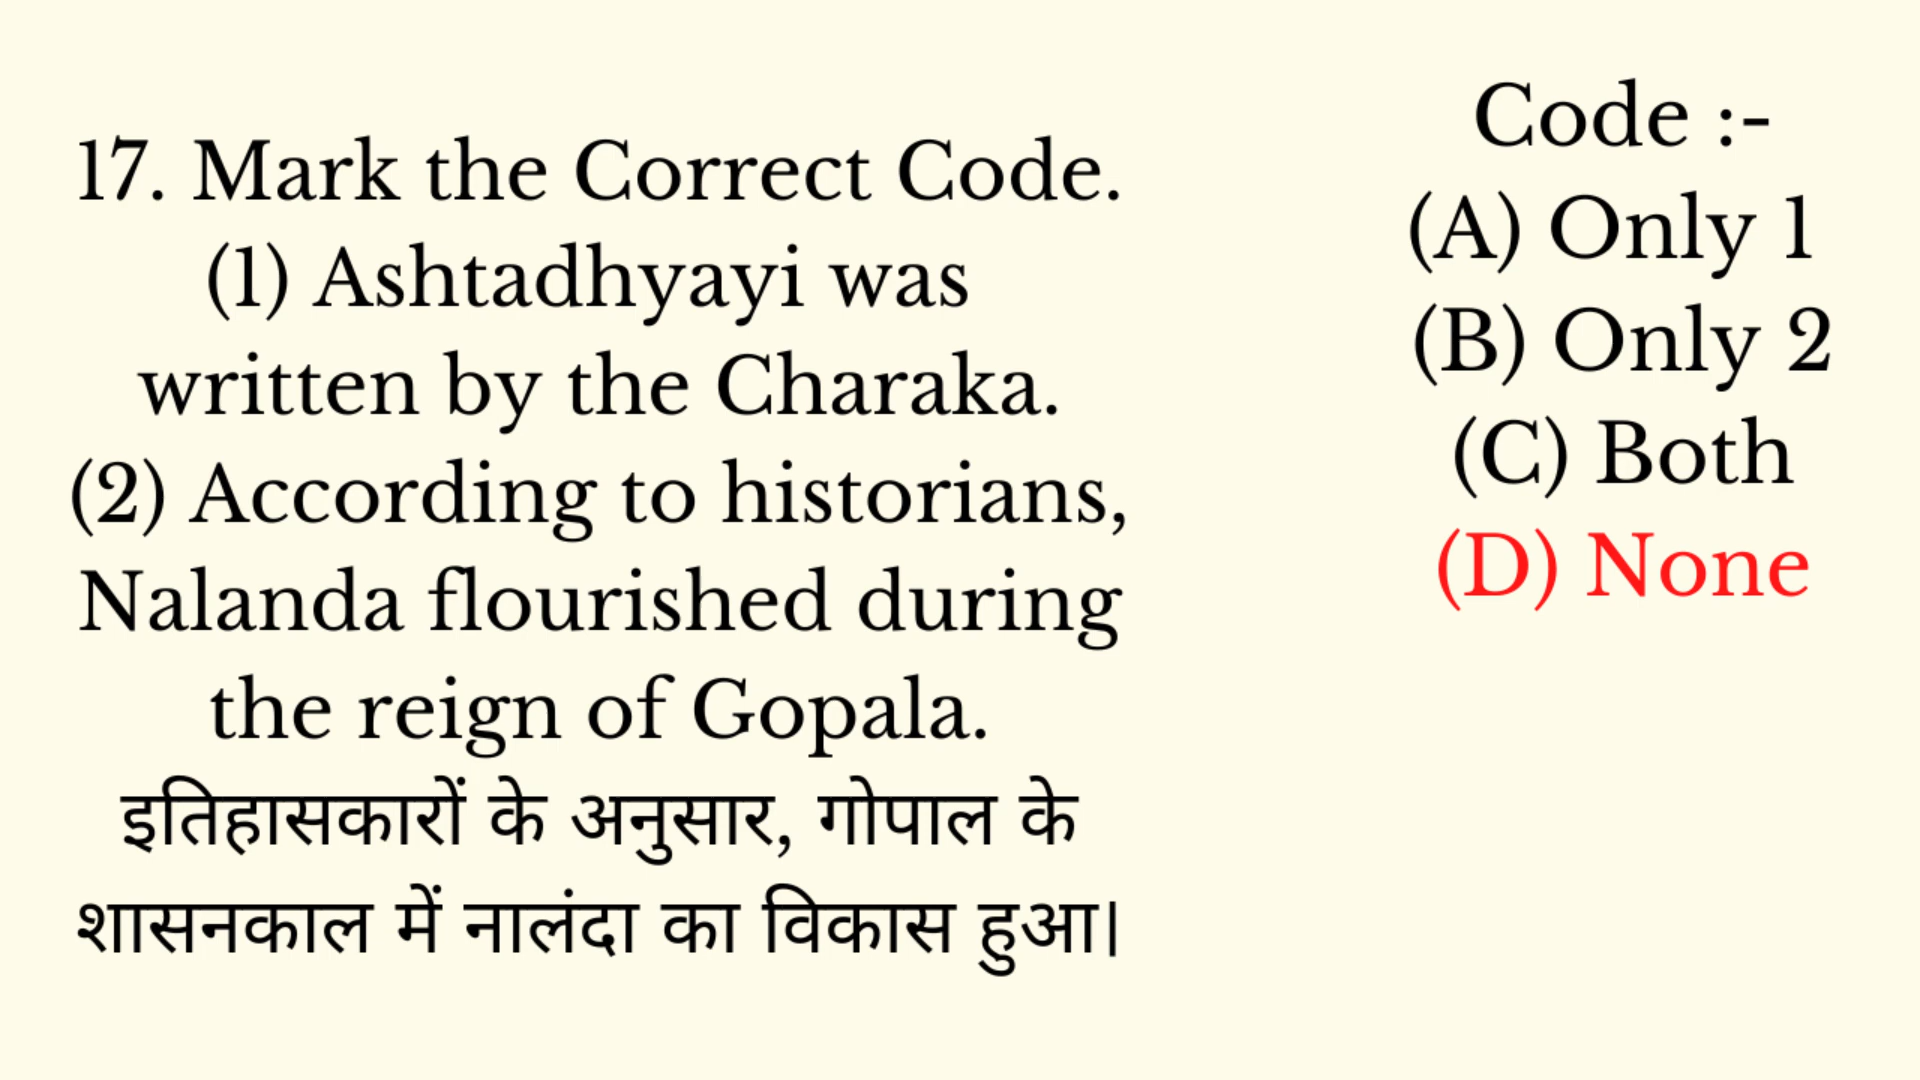 17. Mark the Correct Code.
(1) Ashtadhyayi was
written by the Charaka.
(2) According to historians,
Nalanda flourished during
the reign of Gopala.
इतिहासकारों के अनुसार, गोपाल के
शासनकाल में नालंदा का विकास हुआ।
Code :-
(A) Only 1
(B) Only 2
(C) Both
(D) None